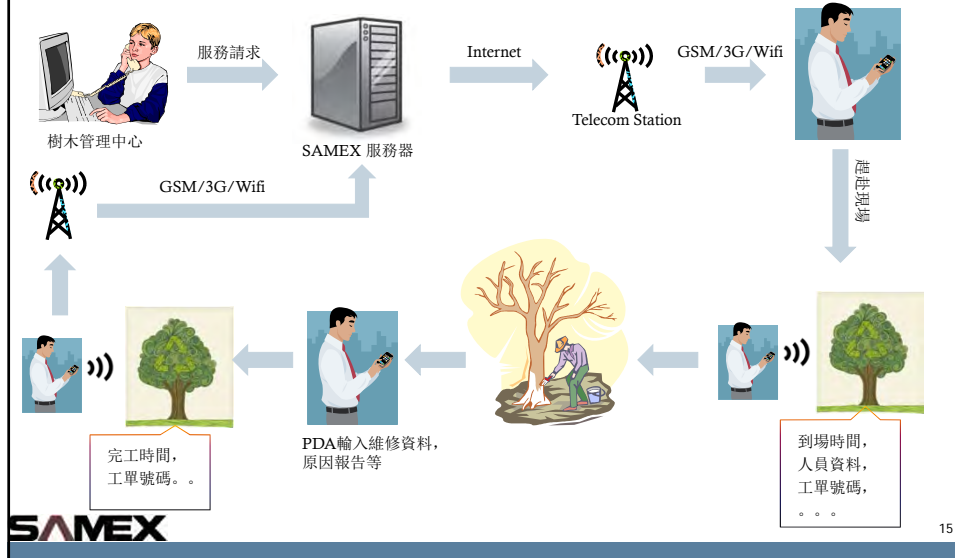 服務請求
Internet
GSM/3G/Wifi
樹木管理中心
SAMEX 服務器
Telecom Station
趕赴現場
GSM/3G/Wifi
到場時間，
人員資料，
工單號碼，
。。。
PDA輸入維修資料，
原因報告等
完工時間，
工單號碼。。
SAMEX
15